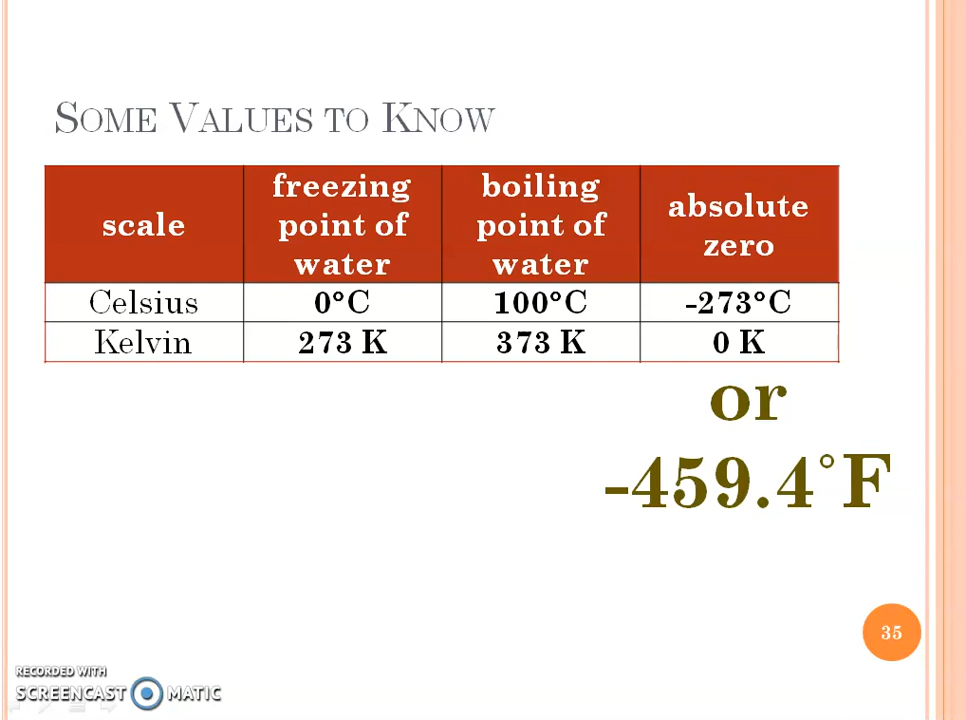 Some Values to Know
scale freezing point of water boiling point of water absolute zero
Celsius 0°C 100°C -273°C
Kelvin 273 K 373 K 0 K
or
-459.4°F
35
RECORDED WITH
SCREENCAST MATIC